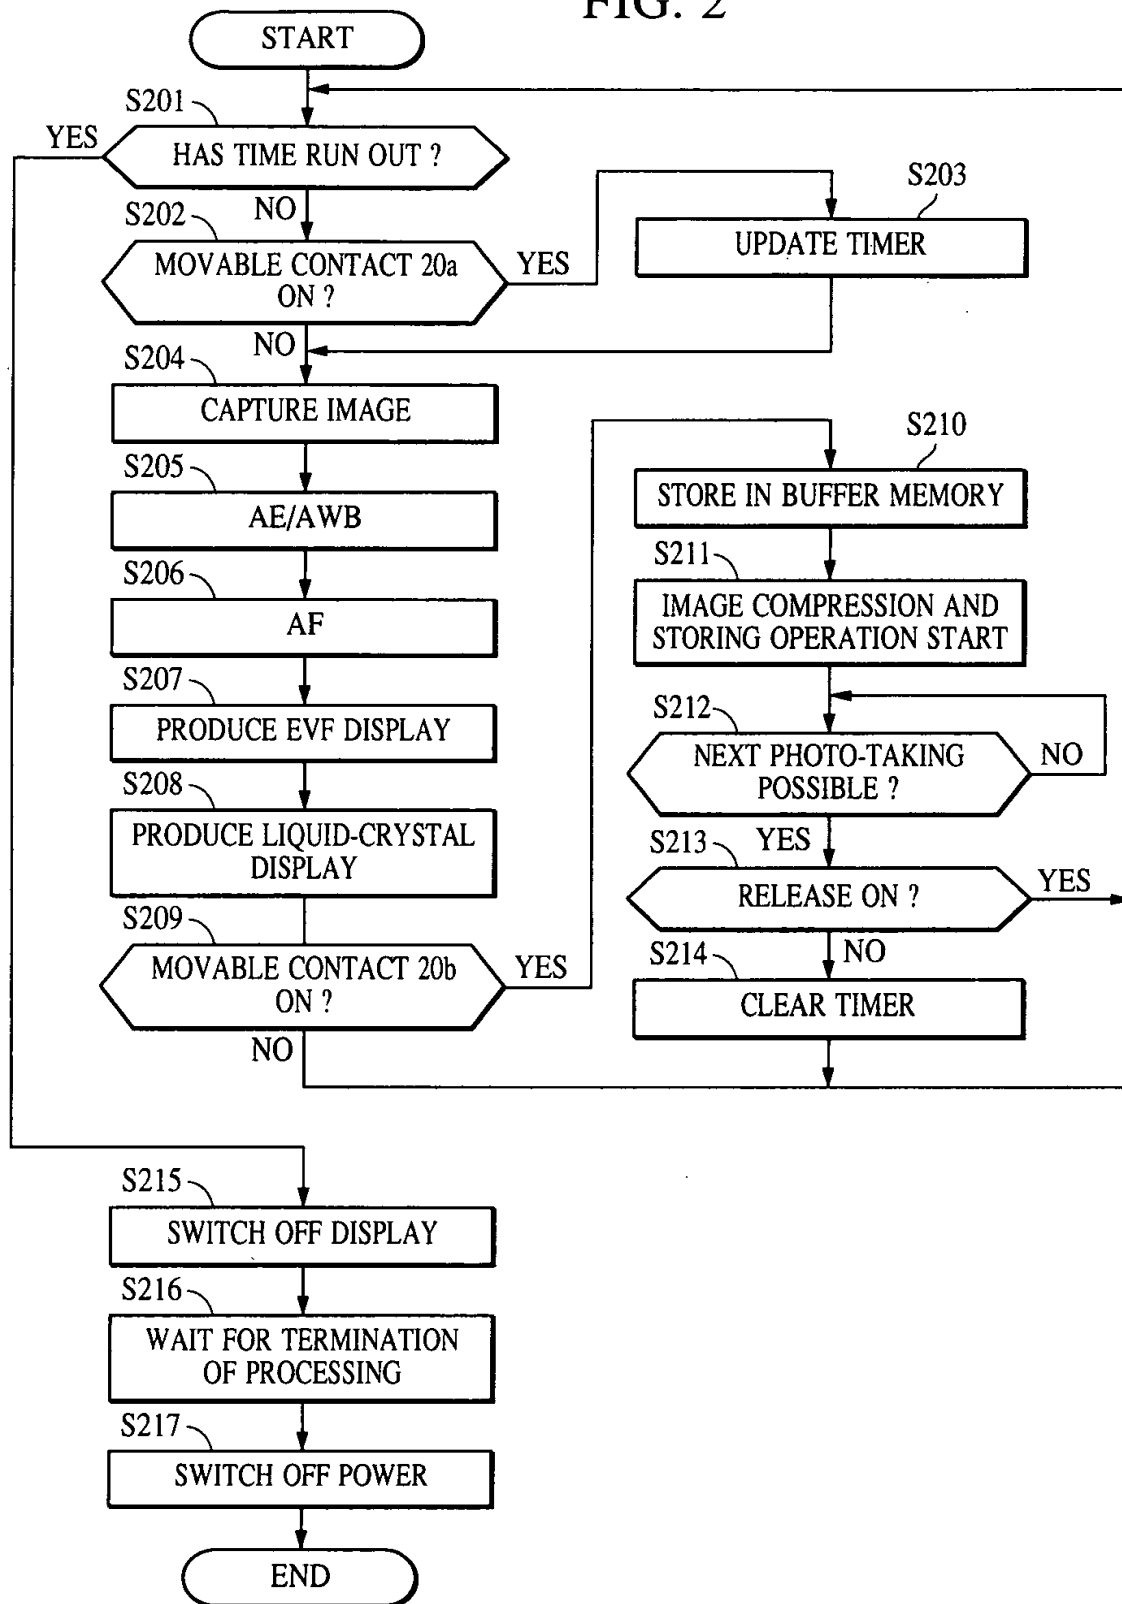 FIG. 2
START
S201
YES
HAS TIME RUN OUT ?
NO
S202
MOVABLE CONTACT 20a
ON ?
YES
S203
UPDATE TIMER
NO
S204
CAPTURE IMAGE
S205
AE/AWB
S206
AF
S207
PRODUCE EVF DISPLAY
S208
PRODUCE LIQUID-CRYSTAL
DISPLAY
S209
MOVABLE CONTACT 20b
ON ?
YES
NO
S210
STORE IN BUFFER MEMORY
S211
IMAGE COMPRESSION AND
STORING OPERATION START
S212
NEXT PHOTO-TAKING
POSSIBLE ?
NO
YES
S213
RELEASE ON ?
YES
NO
S214
CLEAR TIMER
S215
SWITCH OFF DISPLAY
S216
WAIT FOR TERMINATION
OF PROCESSING
S217
SWITCH OFF POWER
END